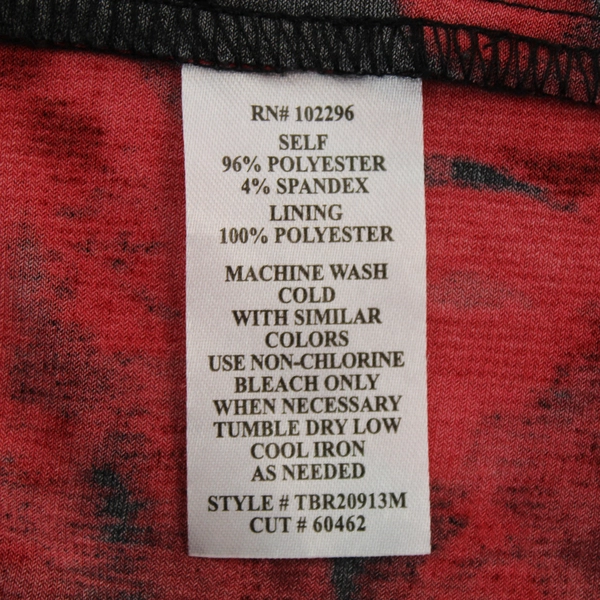 RN# 102296
SELF
96% POLYESTER
4% SPANDEX
LINING
100% POLYESTER
MACHINE WASH
COLD
WITH SIMILAR
COLORS
USE NON-CHLORINE
BLEACH ONLY
WHEN NECESSARY
TUMBLE DRY LOW
COOL IRON
AS NEEDED
STYLE # TBR20913M
CUT # 60462